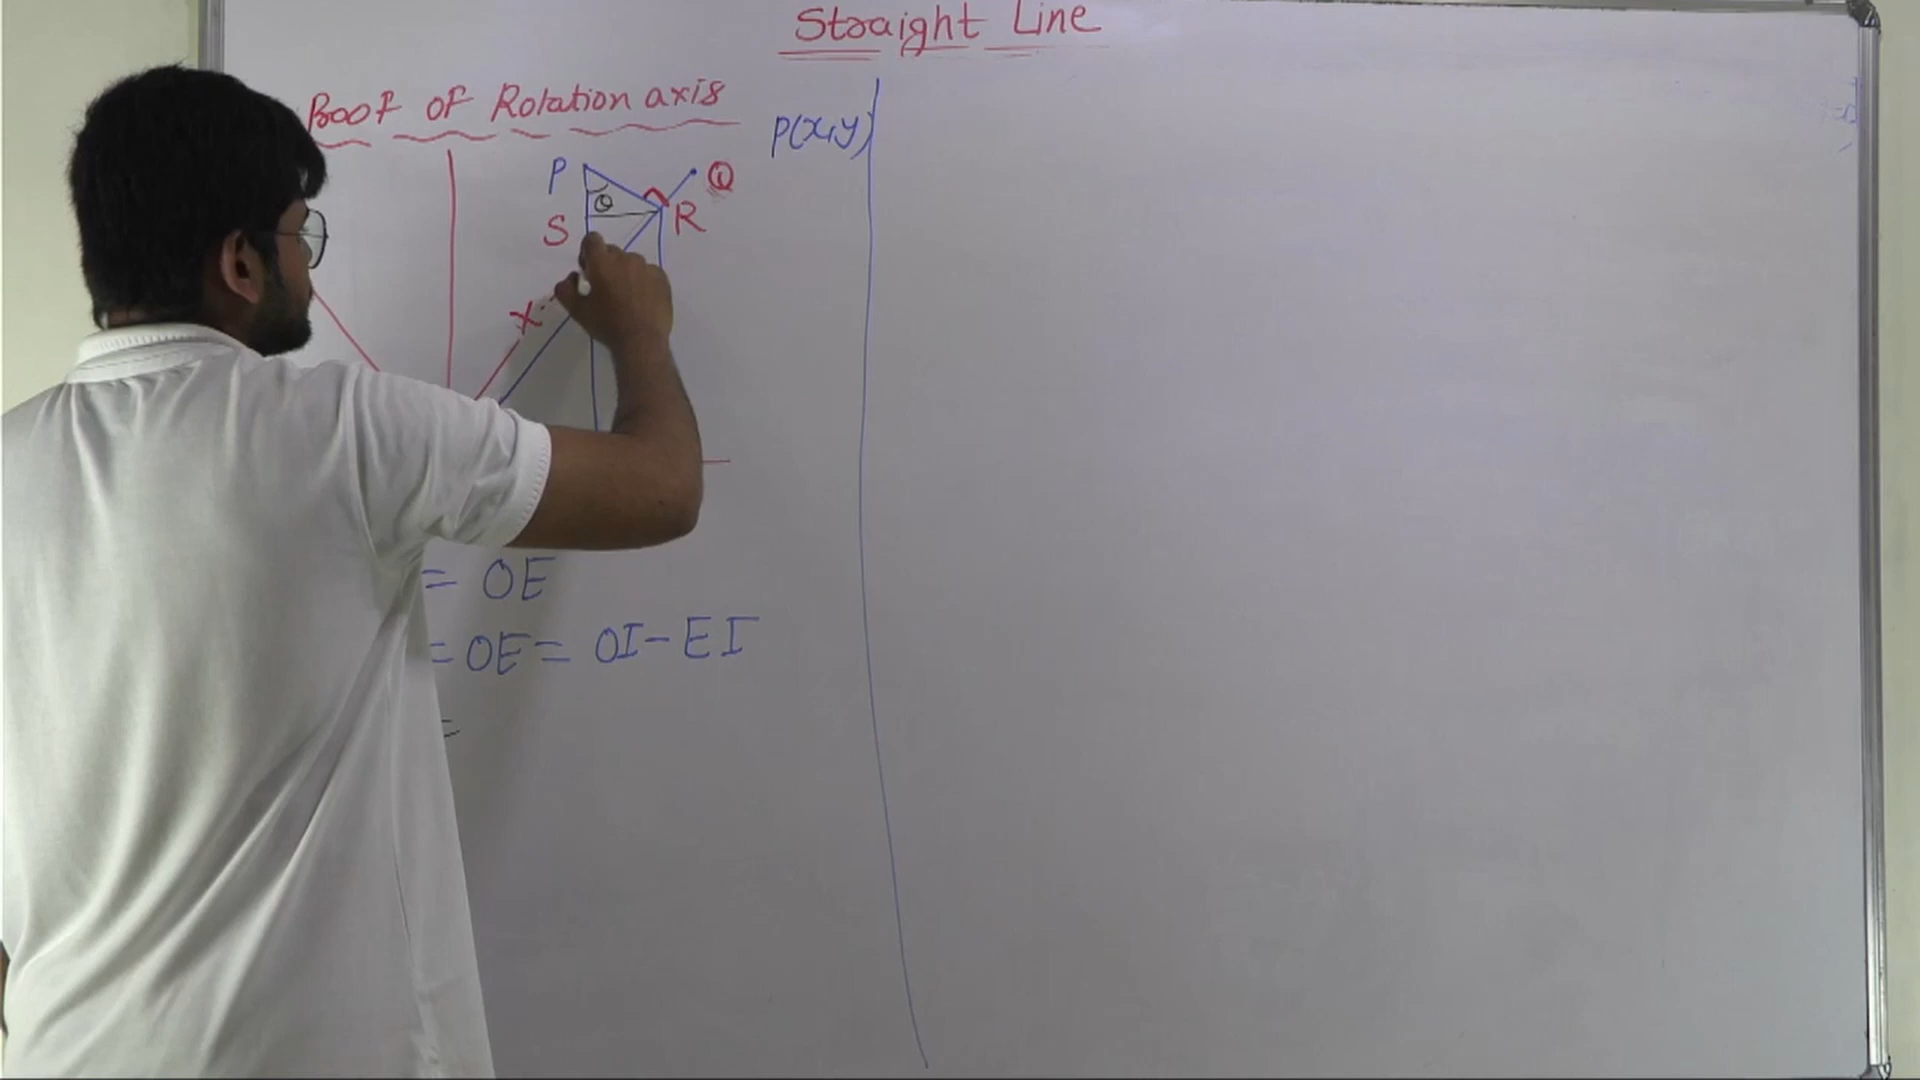 Straight Line
Proof of Rotation axis
P(x,y)
P
Q
θ
S
R
X
= OE
= OE = OI - EI
=